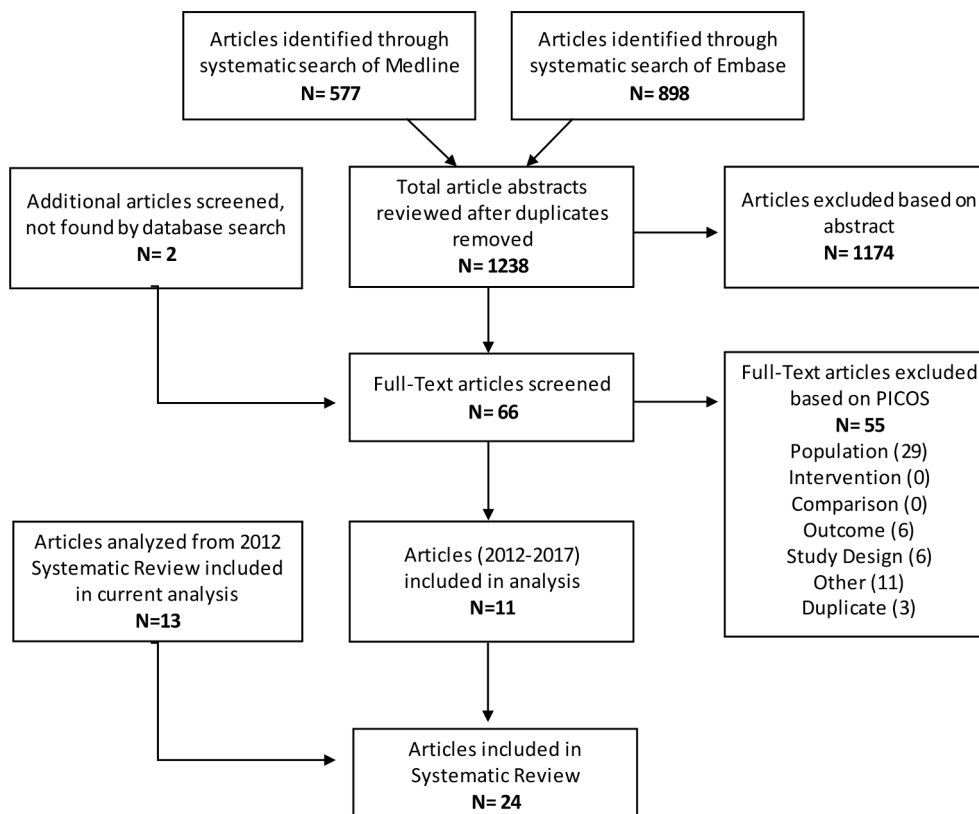 Articles identified through
systematic search of Medline
N= 577
Articles identified through
systematic search of Embase
N= 898
Additional articles screened,
not found by database search
N= 2
Total article abstracts
reviewed after duplicates
removed
N= 1238
Articles excluded based on
abstract
N= 1174
Full-Text articles screened
N= 66
Full-Text articles excluded
based on PICOS
N= 55
Population (29)
Intervention (0)
Comparison (0)
Outcome (6)
Study Design (6)
Other (11)
Duplicate (3)
Articles analyzed from 2012
Systematic Review included
in current analysis
N=13
Articles (2012-2017)
included in analysis
N=11
Articles included in
Systematic Review
N= 24